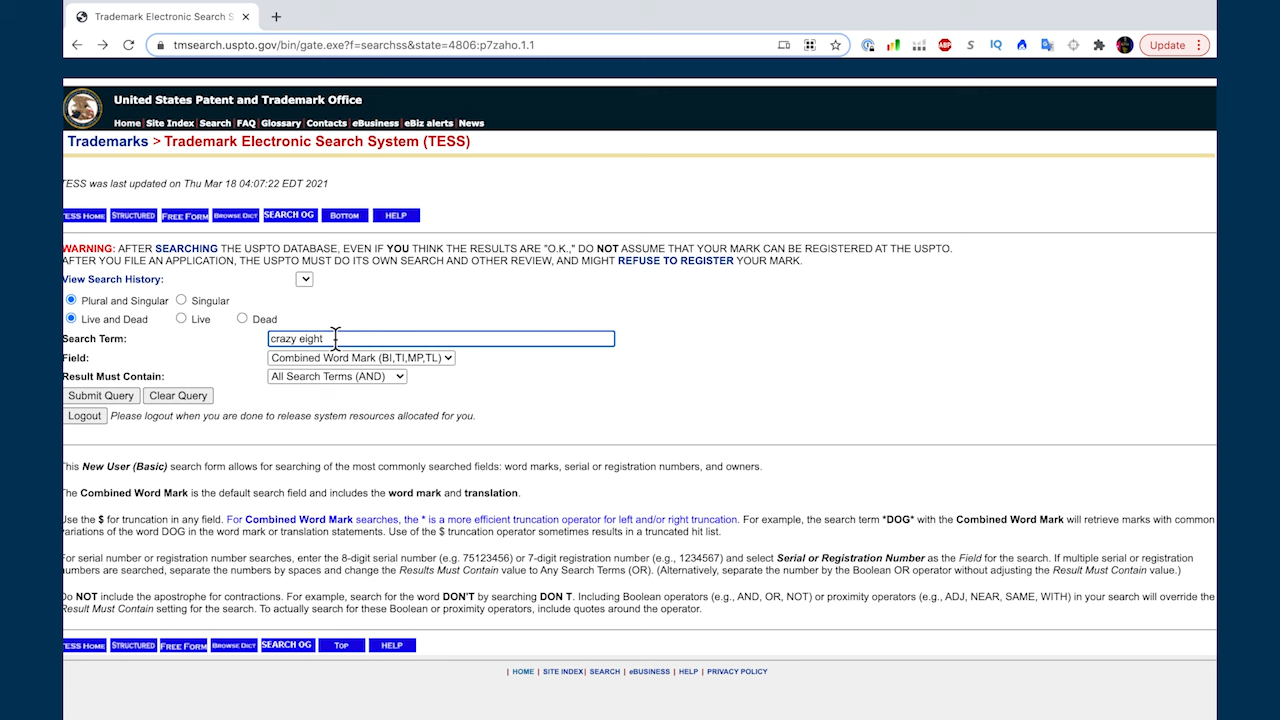 Trademark Electronic Search S
tmsearch.uspto.gov/bin/gate.exe?f=searchss&state=4806:p7zaho.1.1
ABP
S
IQ
Update
United States Patent and Trademark Office
Home | Site Index | Search | FAQ | Glossary | Contacts | eBusiness | eBiz alerts | News
Trademarks > Trademark Electronic Search System (TESS)
TESS was last updated on Thu Mar 18 04:07:22 EDT 2021
TESS HOME STRUCTURED FREE FORM BROWSE DICT SEARCH OG BOTTOM HELP
WARNING: AFTER SEARCHING THE USPTO DATABASE, EVEN IF YOU THINK THE RESULTS ARE "O.K.," DO NOT ASSUME THAT YOUR MARK CAN BE REGISTERED AT THE USPTO.
AFTER YOU FILE AN APPLICATION, THE USPTO MUST DO ITS OWN SEARCH AND OTHER REVIEW, AND MIGHT REFUSE TO REGISTER YOUR MARK.
View Search History:
Plural and Singular Singular
Live and Dead Live Dead
Search Term: crazy eight
Field: Combined Word Mark (BI,TI,MP,TL)
Result Must Contain: All Search Terms (AND)
Submit Query Clear Query
Logout Please logout when you are done to release system resources allocated for you.
This New User (Basic) search form allows for searching of the most commonly searched fields: word marks, serial or registration numbers, and owners.
The Combined Word Mark is the default search field and includes the word mark and translation.
Use the $ for truncation in any field. For Combined Word Mark searches, the * is a more efficient truncation operator for left and/or right truncation. For example, the search term *DOG* with the Combined Word Mark will retrieve marks with common
variations of the word DOG in the word mark or translation statements. Use of the $ truncation operator sometimes results in a truncated hit list.
For serial number or registration number searches, enter the 8-digit serial number (e.g. 75123456) or 7-digit registration number (e.g., 1234567) and select Serial or Registration Number as the Field for the search. If multiple serial or registration
numbers are searched, separate the numbers by spaces and change the Results Must Contain value to Any Search Terms (OR). (Alternatively, separate the number by the Boolean OR operator without adjusting the Result Must Contain value.)
Do NOT include the apostrophe for contractions. For example, search for the word DON'T by searching DON T. Including Boolean operators (e.g., AND, OR, NOT) or proximity operators (e.g., ADJ, NEAR, SAME, WITH) in your search will override the
Result Must Contain setting for the search. To actually search for these Boolean or proximity operators, include quotes around the operator.
TESS HOME STRUCTURED FREE FORM BROWSE DICT SEARCH OG TOP HELP
| HOME | SITE INDEX | SEARCH | eBUSINESS | HELP | PRIVACY POLICY